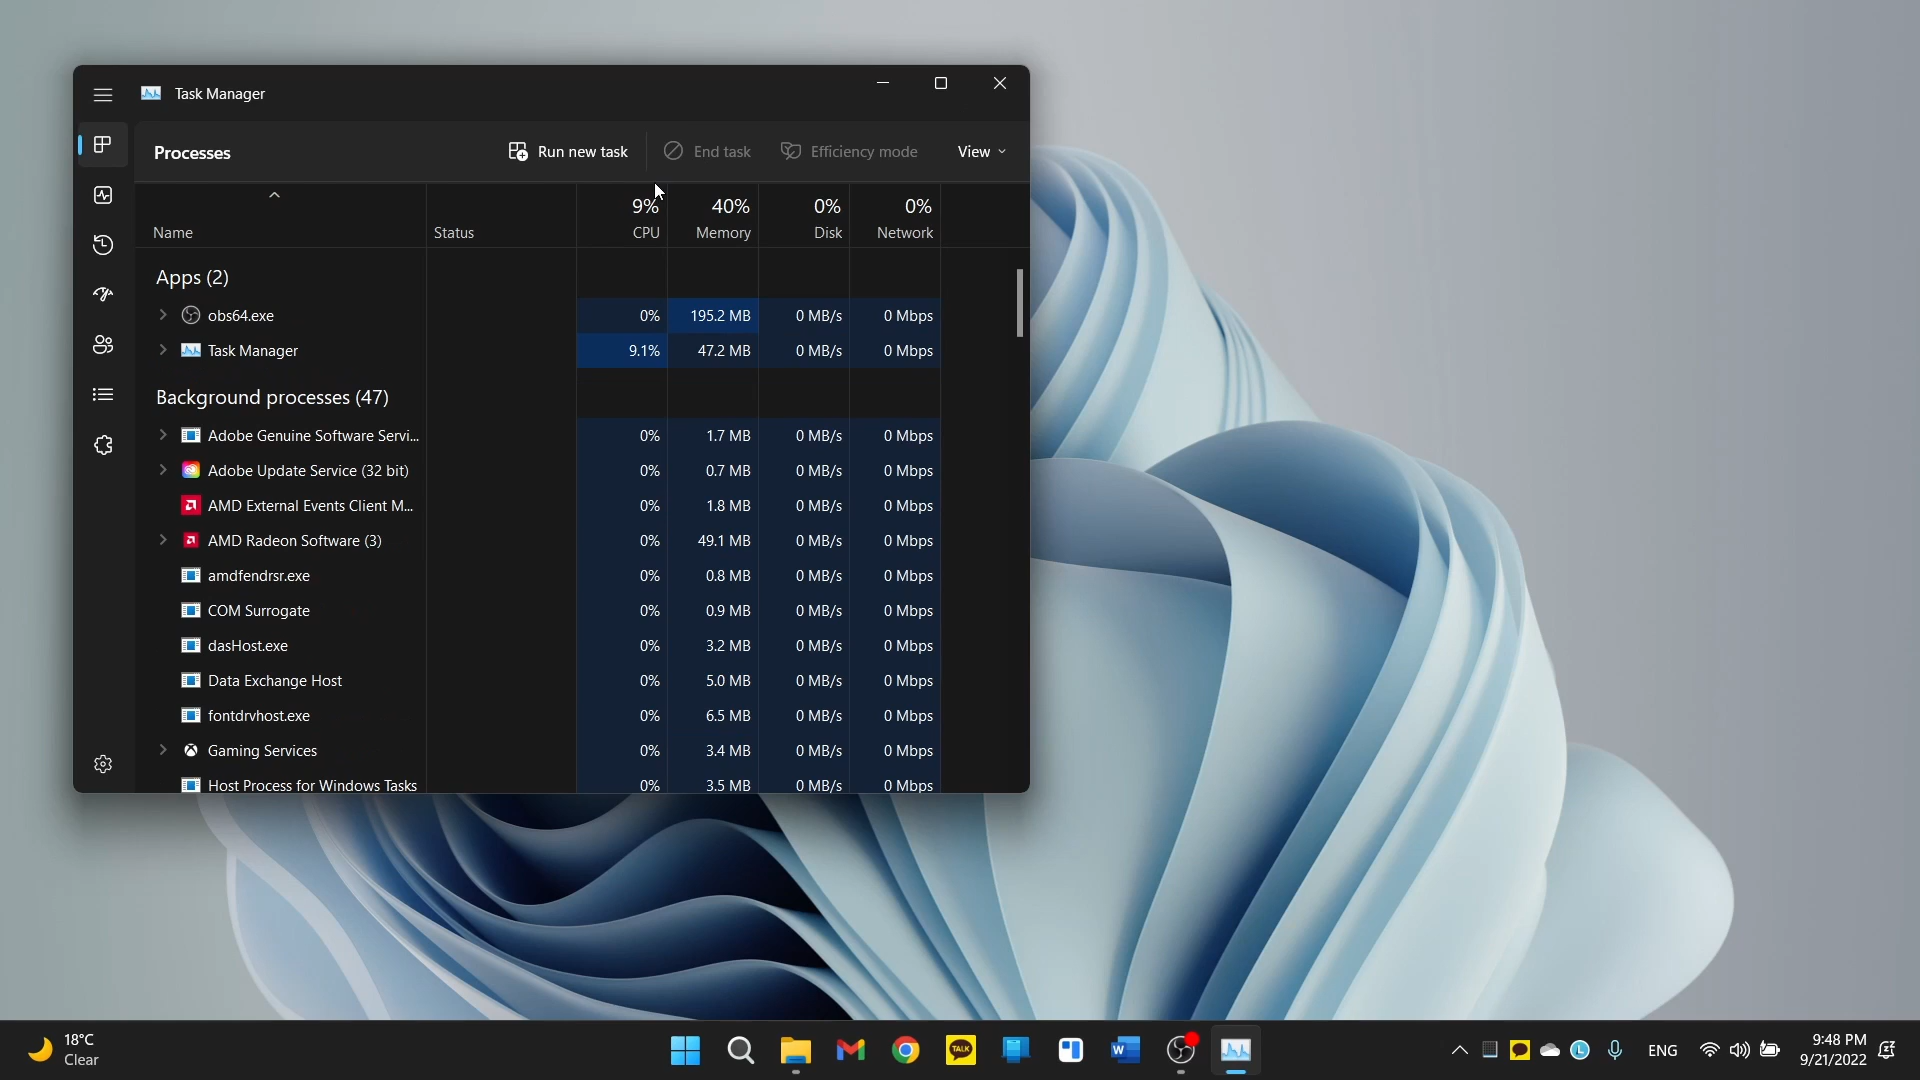 Task Manager
Processes
Run new task
End task
Efficiency mode
View
9% 40% 0% 0%
Name Status CPU Memory Disk Network
Apps (2)
obs64.exe 0% 195.2 MB 0 MB/s 0 Mbps
Task Manager 9.1% 47.2 MB 0 MB/s 0 Mbps
Background processes (47)
Adobe Genuine Software Servi... 0% 1.7 MB 0 MB/s 0 Mbps
Adobe Update Service (32 bit) 0% 0.7 MB 0 MB/s 0 Mbps
AMD External Events Client M... 0% 1.8 MB 0 MB/s 0 Mbps
AMD Radeon Software (3) 0% 49.1 MB 0 MB/s 0 Mbps
amdfendrsr.exe 0% 0.8 MB 0 MB/s 0 Mbps
COM Surrogate 0% 0.9 MB 0 MB/s 0 Mbps
dasHost.exe 0% 3.2 MB 0 MB/s 0 Mbps
Data Exchange Host 0% 5.0 MB 0 MB/s 0 Mbps
fontdrvhost.exe 0% 6.5 MB 0 MB/s 0 Mbps
Gaming Services 0% 3.4 MB 0 MB/s 0 Mbps
Host Process for Windows Tasks 0% 3.5 MB 0 MB/s 0 Mbps
18°C
Clear
TALK
W
ENG
9:48 PM
9/21/2022